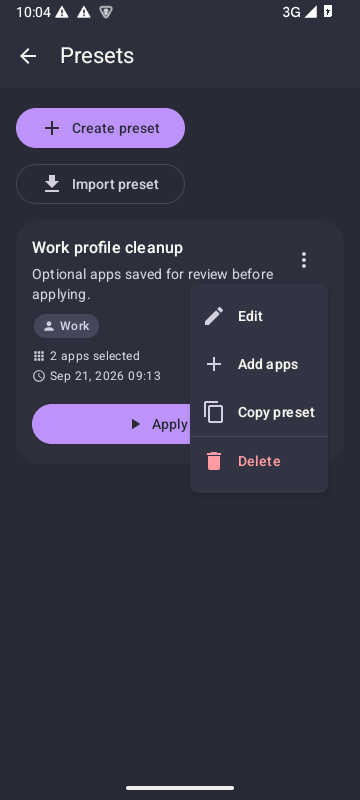 10:04
3G
Presets
Create preset
Import preset
Work profile cleanup
Optional apps saved for review before
applying.
Work
2 apps selected
Sep 21, 2026 09:13
Apply
Edit
Add apps
Copy preset
Delete